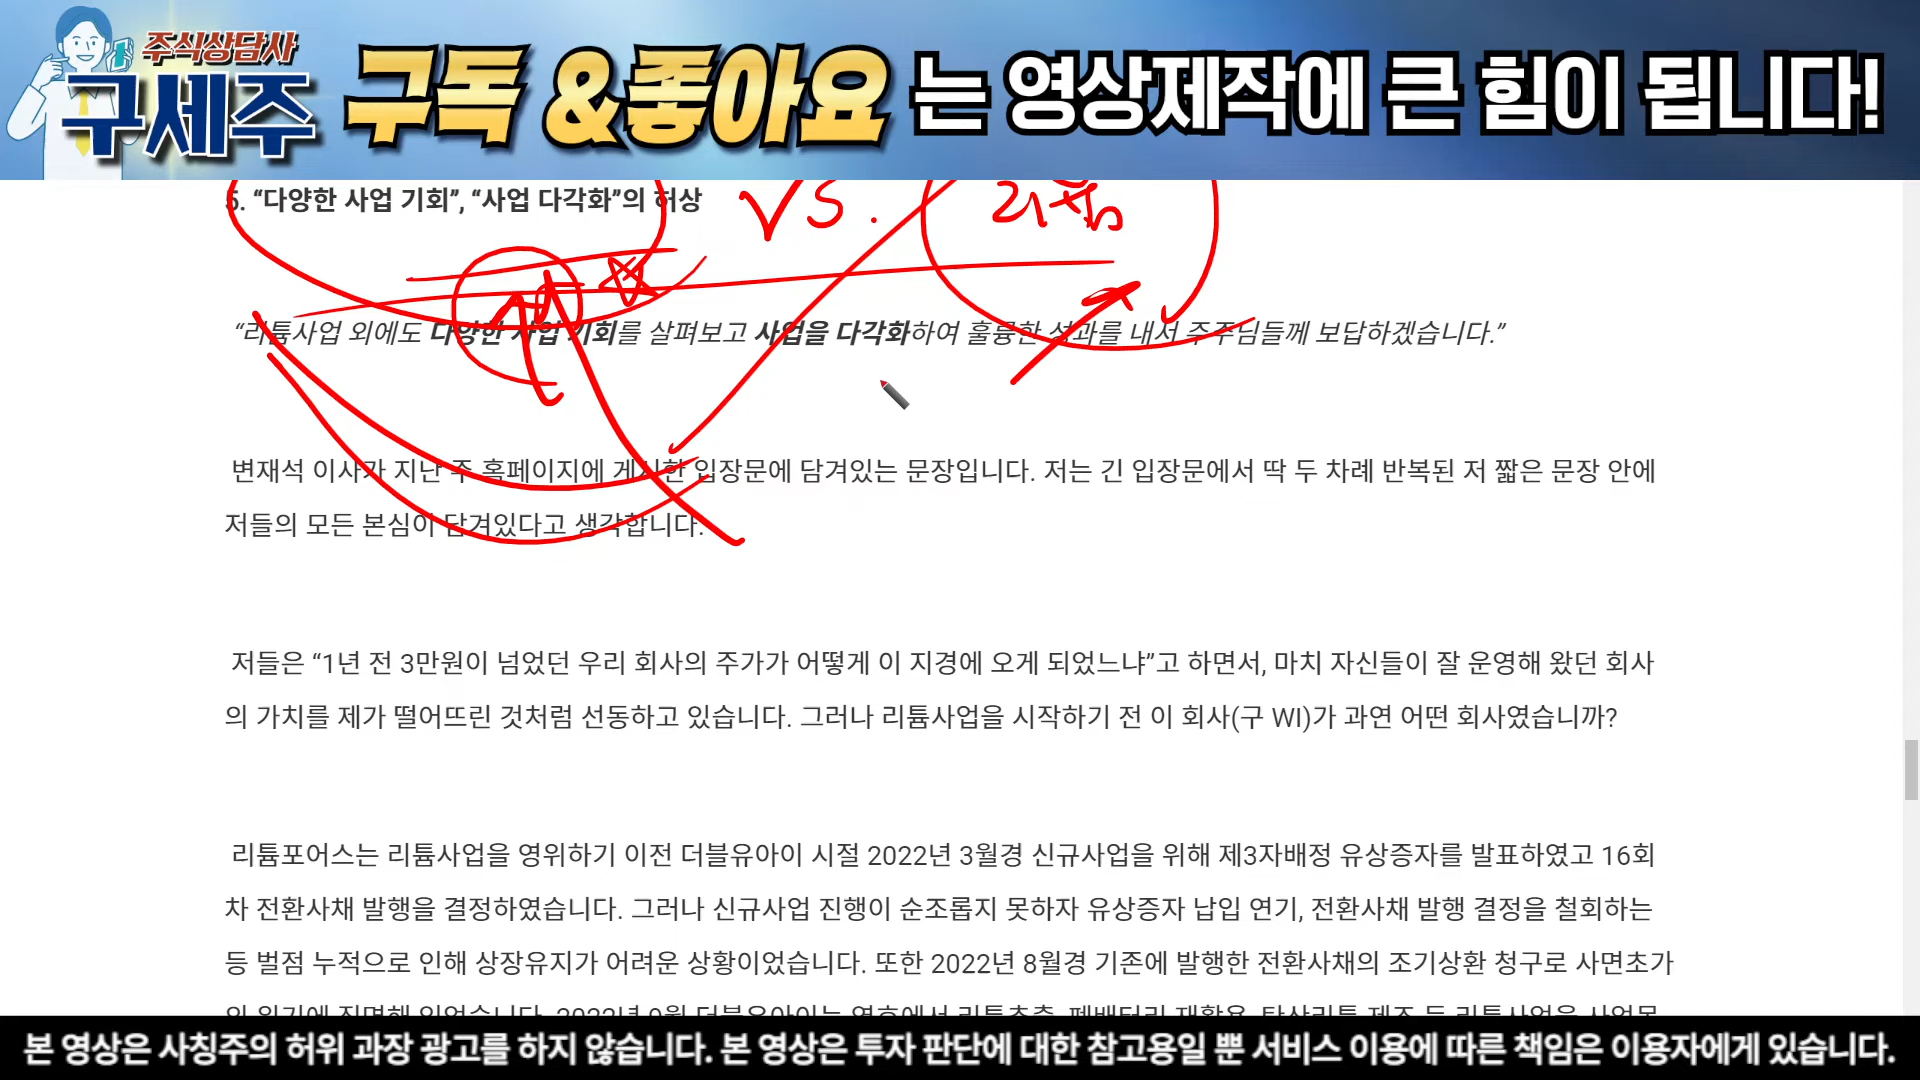 주식상담사
구세주
구독 &좋아요 는 영상제작에 큰 힘이 됩니다!
5. “다양한 사업 기회”, “사업 다각화”의 허상
VS.
“리튬사업 외에도 다양한 사업 기회를 살펴보고 사업을 다각화하여 훌륭한 성과를 내서 주주님들께 보답하겠습니다.”
변재석 이사가 지난 주 홈페이지에 게시한 입장문에 담겨있는 문장입니다. 저는 긴 입장문에서 딱 두 차례 반복된 저 짧은 문장 안에
저들의 모든 본심이 담겨있다고 생각합니다.
저들은 “1년 전 3만원이 넘었던 우리 회사의 주가가 어떻게 이 지경에 오게 되었느냐”고 하면서, 마치 자신들이 잘 운영해 왔던 회사
의 가치를 제가 떨어뜨린 것처럼 선동하고 있습니다. 그러나 리튬사업을 시작하기 전 이 회사(구 WI)가 과연 어떤 회사였습니까?
리튬포어스는 리튬사업을 영위하기 이전 더블유아이 시절 2022년 3월경 신규사업을 위해 제3자배정 유상증자를 발표하였고 16회
차 전환사채 발행을 결정하였습니다. 그러나 신규사업 진행이 순조롭지 못하자 유상증자 납입 연기, 전환사채 발행 결정을 철회하는
등 벌점 누적으로 인해 상장유지가 어려운 상황이었습니다. 또한 2022년 8월경 기존에 발행한 전환사채의 조기상환 청구로 사면초가
본 영상은 사칭주의 허위 과장 광고를 하지 않습니다. 본 영상은 투자 판단에 대한 참고용일 뿐 서비스 이용에 따른 책임은 이용자에게 있습니다.